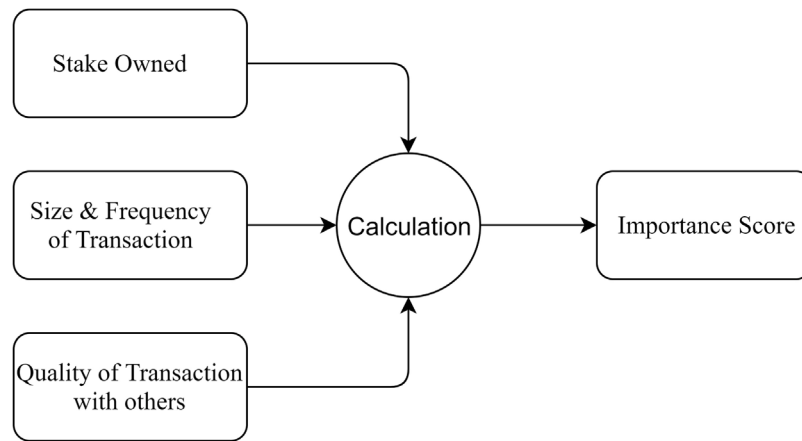 Stake Owned
Size & Frequency
of Transaction
Calculation
Importance Score
Quality of Transaction
with others